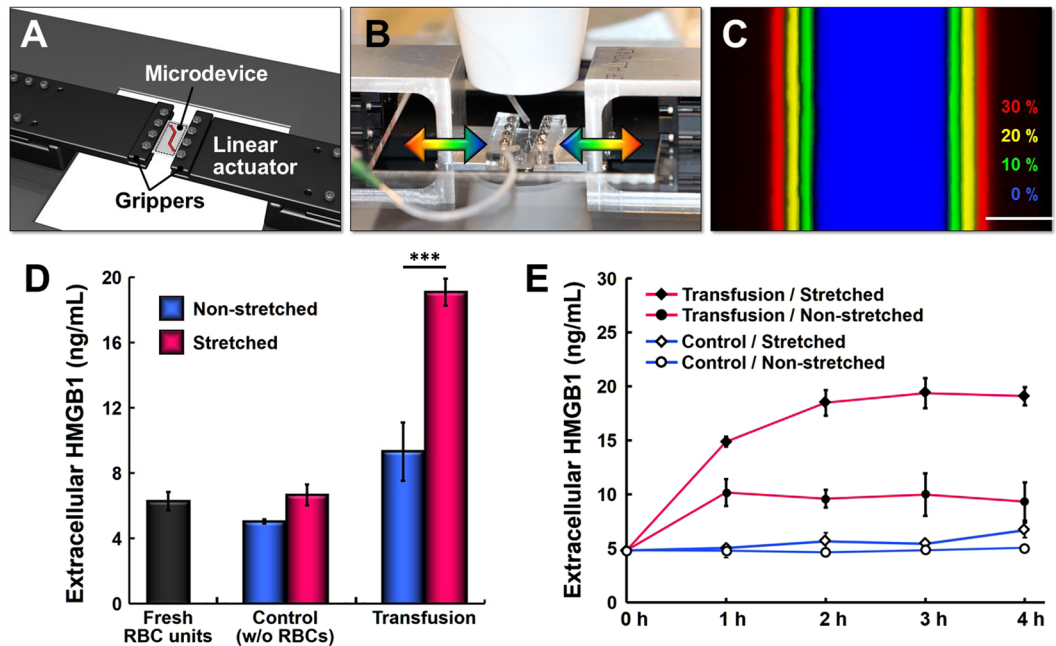 A
Microdevice
Linear
actuator
Grippers
B
C
30 %
20 %
10 %
0 %
D
Extracellular HMGB1 (ng/mL)
20
16
12
8
4
0
Non-stretched
Stretched
***
Fresh
RBC units
Control
(w/o RBCs)
Transfusion
E
Extracellular HMGB1 (ng/mL)
30
25
20
15
10
5
0
Transfusion / Stretched
Transfusion / Non-stretched
Control / Stretched
Control / Non-stretched
0 h
1 h
2 h
3 h
4 h